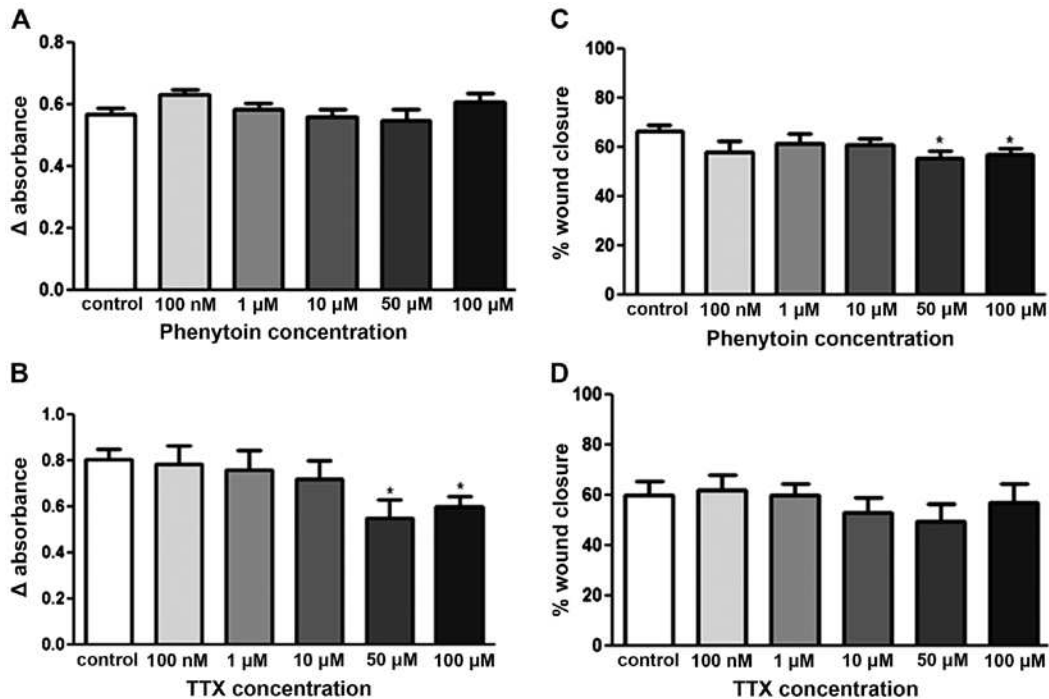 A
Δ absorbance
0.8
0.6
0.4
0.2
0.0
control 100 nM 1 µM 10 µM 50 µM 100 µM
Phenytoin concentration
B
Δ absorbance
1.0
0.8
0.6
0.4
0.2
0.0
* *
control 100 nM 1 µM 10 µM 50 µM 100 µM
TTX concentration
C
% wound closure
100
80
60
40
20
0
* *
control 100 nM 1 µM 10 µM 50 µM 100 µM
Phenytoin concentration
D
% wound closure
100
80
60
40
20
0
control 100 nM 1 µM 10 µM 50 µM 100 µM
TTX concentration